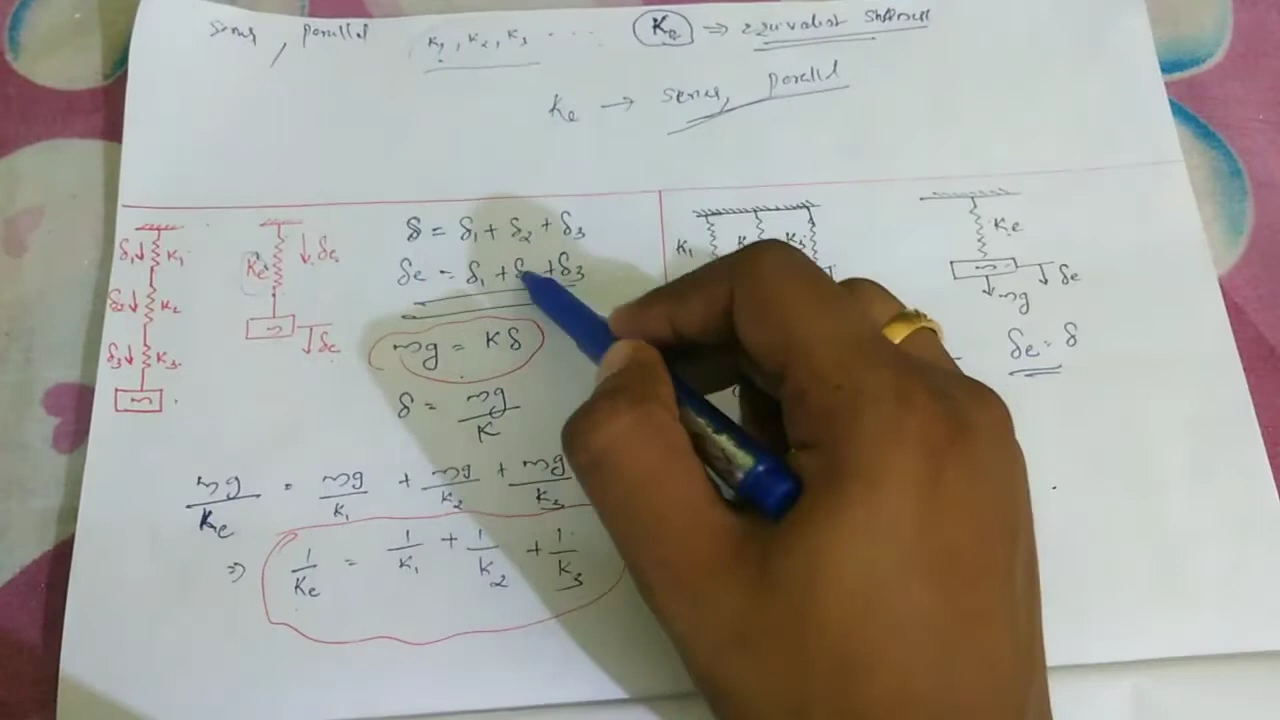 series, parallel K1, K2, K3 .... Ke ⇒ equivalent stiffness
Ke → series, parallel
δ1 K1
δ2 K2
δ3 K3
m
Ke δe
m δe
δ = δ1 + δ2 + δ3
δe = δ1 + δ + δ3
mg = Kδ
δ = mg/K
mg/Ke = mg/K1 + mg/K2 + mg/K3
⇒ 1/Ke = 1/K1 + 1/K2 + 1/K3
K1 K K3
Ke
m δe
mg
δe = δ